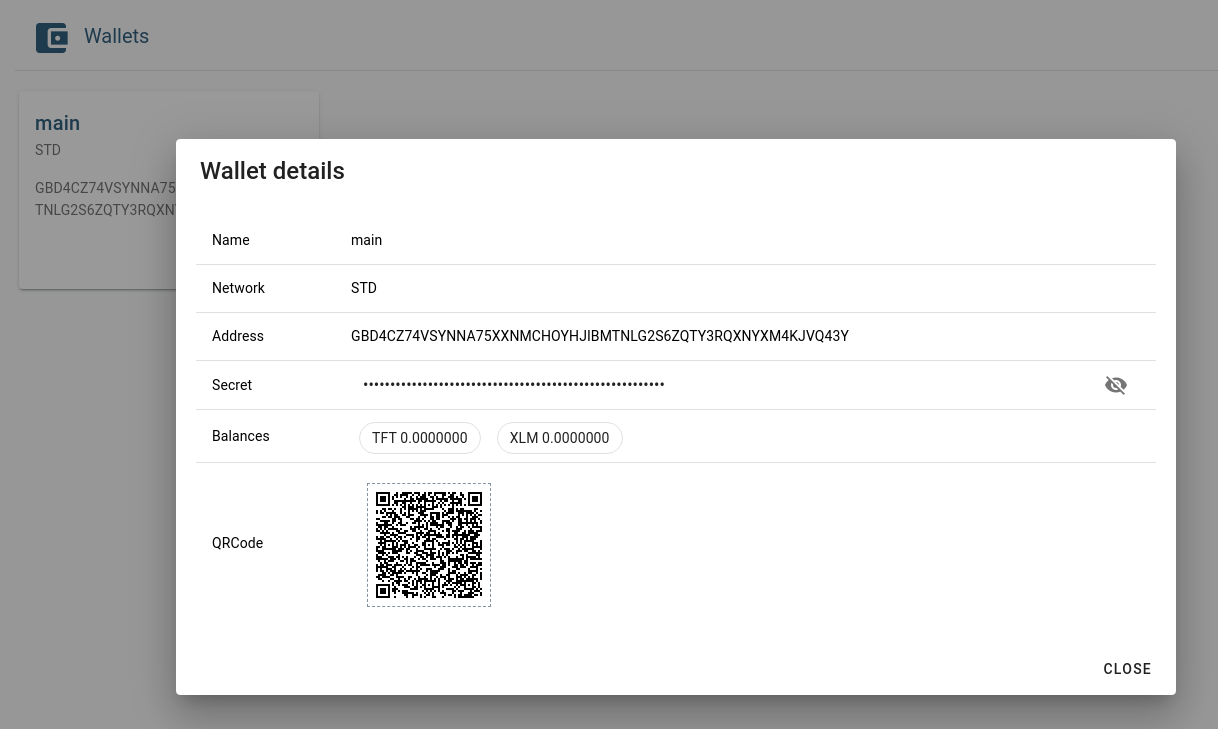 Wallets
main
STD
GBD4CZ74VSYNNA75
TNLG2S6ZQTY3RQXN
Wallet details
Name main
Network STD
Address GBD4CZ74VSYNNA75XXNMCHOYHJIBMTNLG2S6ZQTY3RQXNYXM4KJVQ43Y
Secret ••••••••••••••••••••••••••••••••••••••••••••••••••••••••
Balances TFT 0.0000000 XLM 0.0000000
QRCode
CLOSE